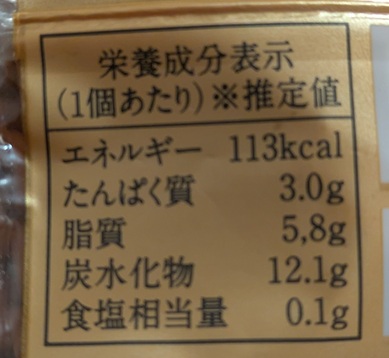 栄養成分表示
(1個あたり)※推定値
エネルギー 113kcal
たんぱく質 3.0g
脂質 5,8g
炭水化物 12.1g
食塩相当量 0.1g